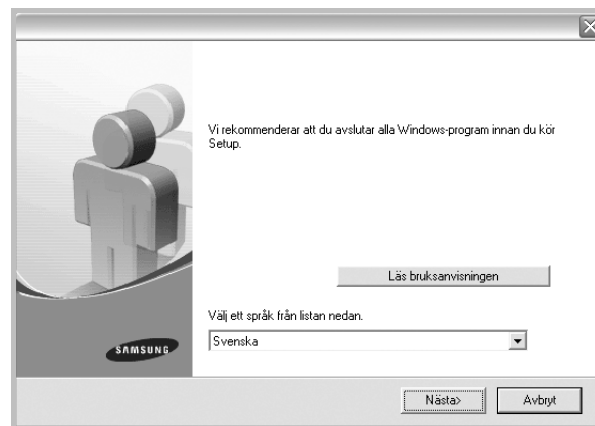 Vi rekommenderar att du avslutar alla Windows-program innan du kör
Setup.
Läs bruksanvisningen
Välj ett språk från listan nedan.
SAMSUNG
Svenska
Nästa>
Avbryt